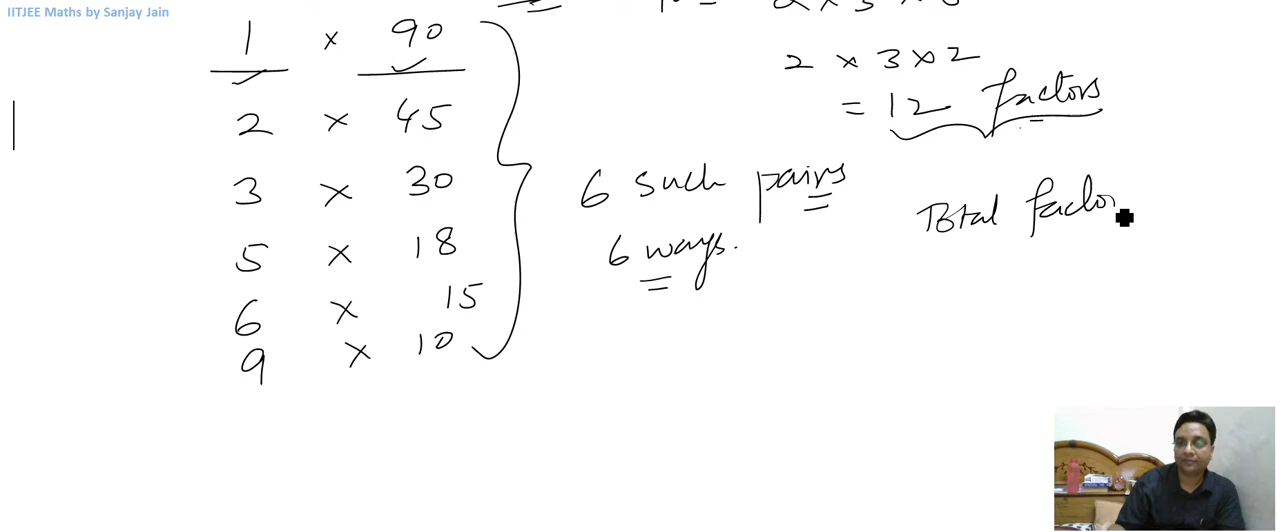 IITJEE Maths by Sanjay Jain
1 × 90
2 × 45
3 × 30
5 × 18
6 × 15
9 × 10
6 such pairs
6 ways.
2 × 3 × 2
= 12 factors
Total factor